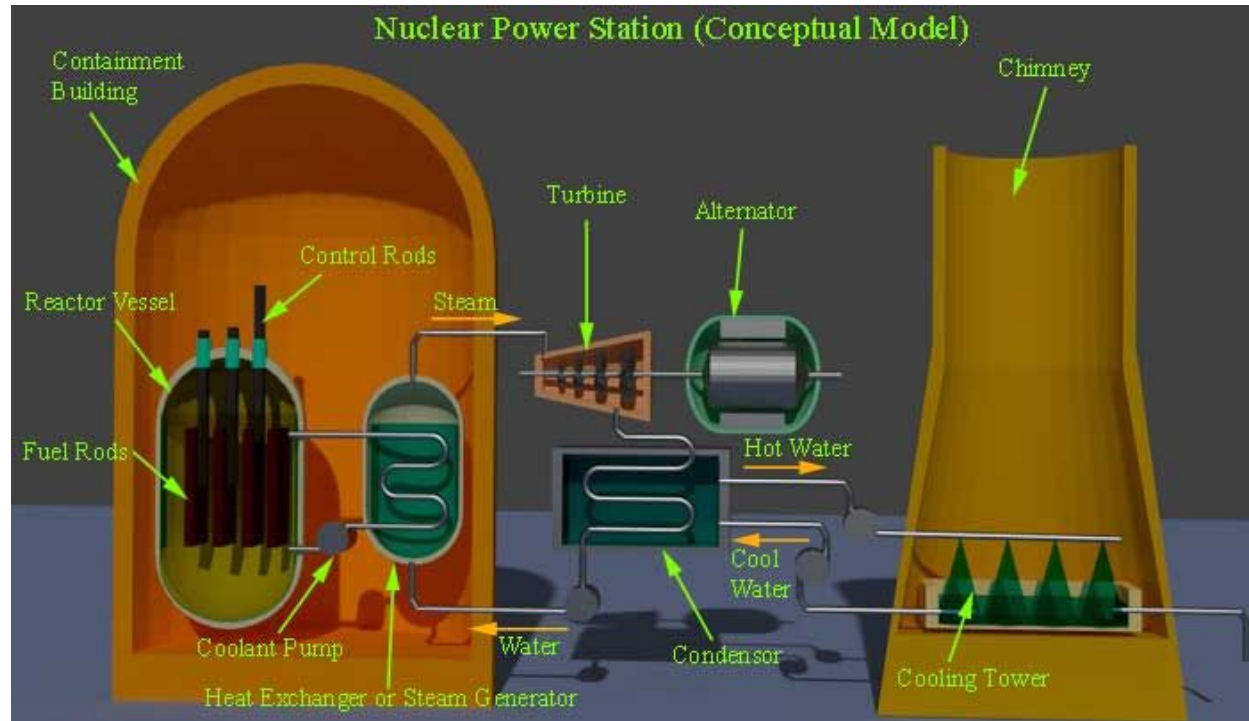 Nuclear Power Station (Conceptual Model)
Containment
Building
Chimney
Turbine
Alternator
Control Rods
Reactor Vessel
Steam
Fuel Rods
Hot Water
Cool
Water
Coolant Pump
Water
Condensor
Cooling Tower
Heat Exchanger or Steam Generator